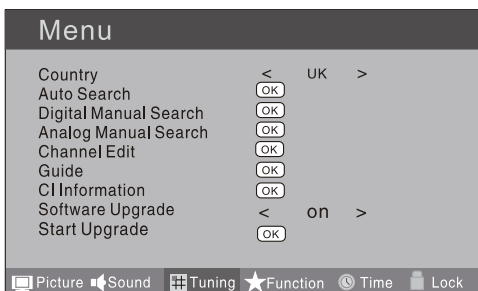 Menu
Country < UK >
Auto Search OK
Digital Manual Search OK
Analog Manual Search OK
Channel Edit OK
Guide OK
CI Information OK
Software Upgrade < on >
Start Upgrade OK
Picture Sound Tuning Function Time Lock